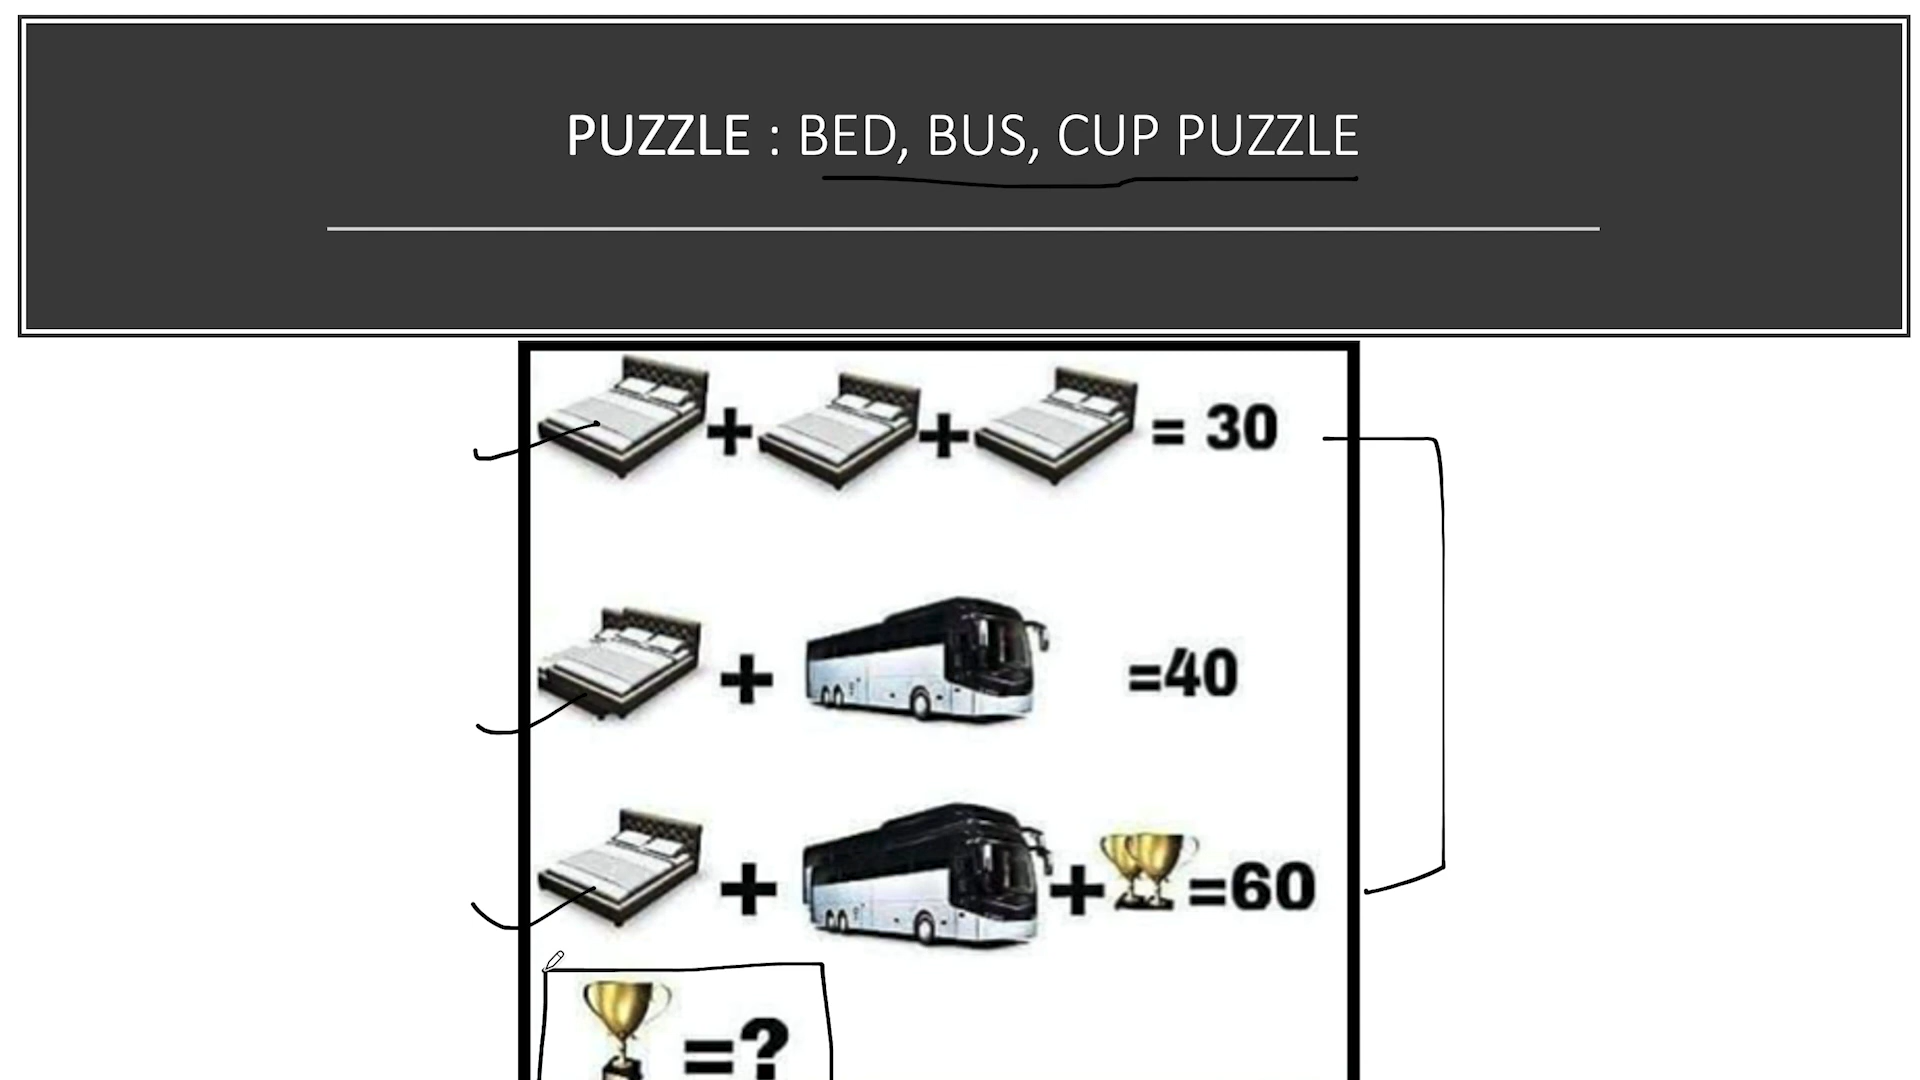 PUZZLE : BED, BUS, CUP PUZZLE
+ + = 30
+ =40
+ + =60
=?